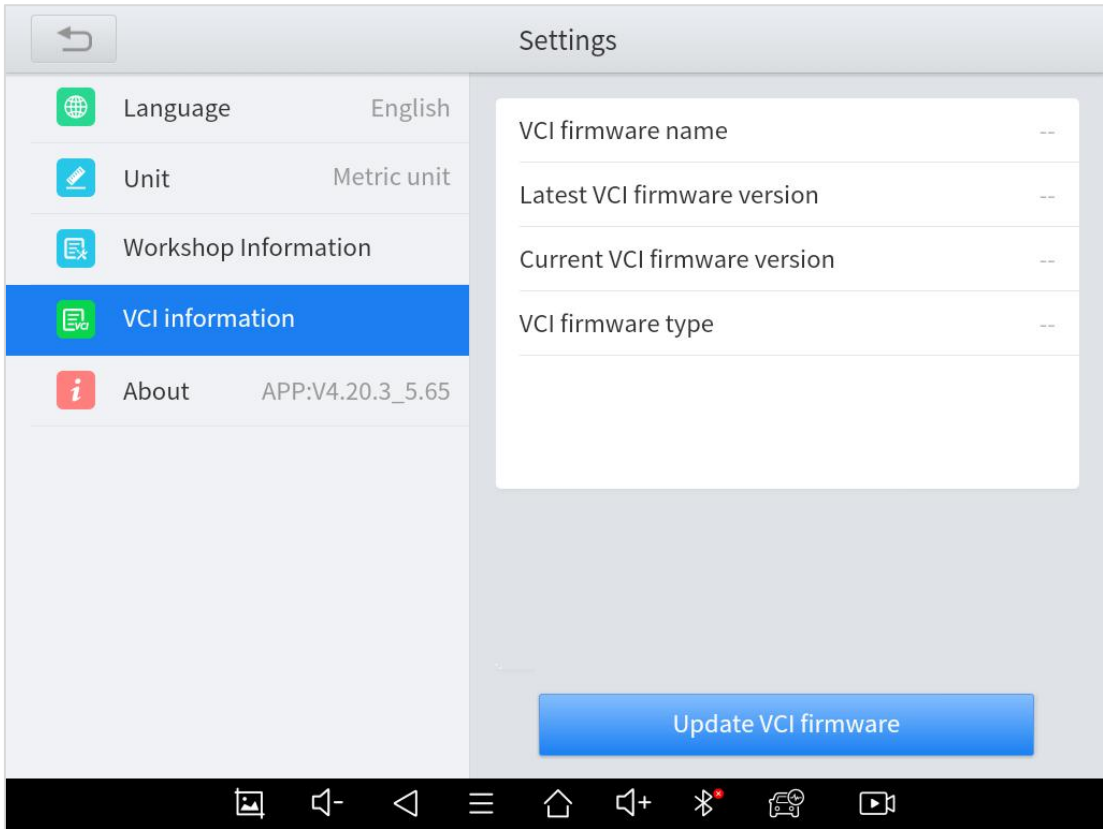 Settings
Language English
Unit Metric unit
Workshop Information
VCI information
About APP:V4.20.3_5.65
VCI firmware name --
Latest VCI firmware version --
Current VCI firmware version --
VCI firmware type --
Update VCI firmware